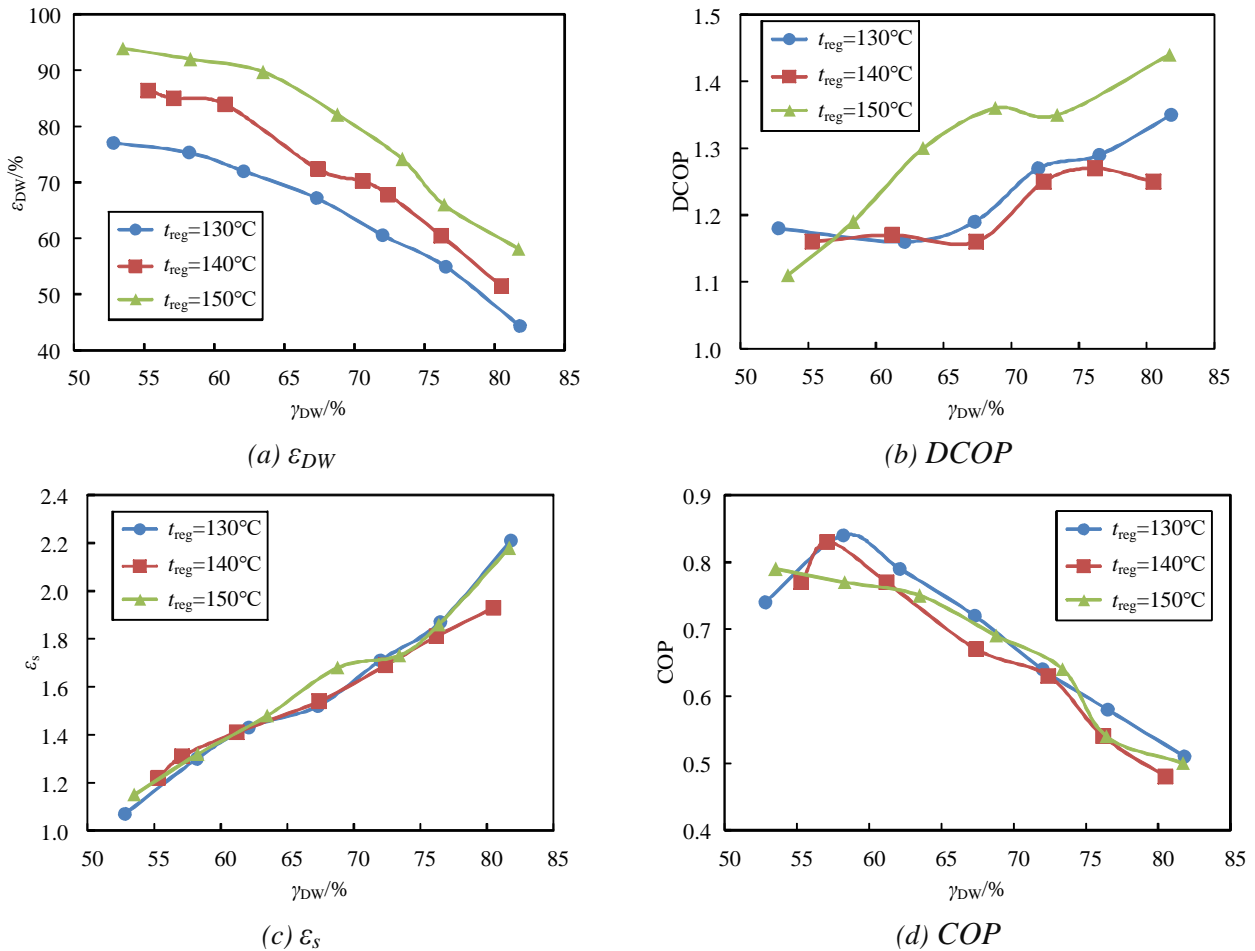 100
90
80
70
60
50
40
ε_DW/%
t_reg=130°C
t_reg=140°C
t_reg=150°C
50 55 60 65 70 75 80 85
γ_DW/%
(a) ε_DW
1.5
1.4
1.3
1.2
1.1
1.0
DCOP
t_reg=130°C
t_reg=140°C
t_reg=150°C
50 55 60 65 70 75 80 85
γ_DW/%
(b) DCOP
2.4
2.2
2.0
1.8
1.6
1.4
1.2
1.0
ε_s
t_reg=130°C
t_reg=140°C
t_reg=150°C
50 55 60 65 70 75 80 85
γ_DW/%
(c) ε_s
0.9
0.8
0.7
0.6
0.5
0.4
COP
t_reg=130°C
t_reg=140°C
t_reg=150°C
50 55 60 65 70 75 80 85
γ_DW/%
(d) COP